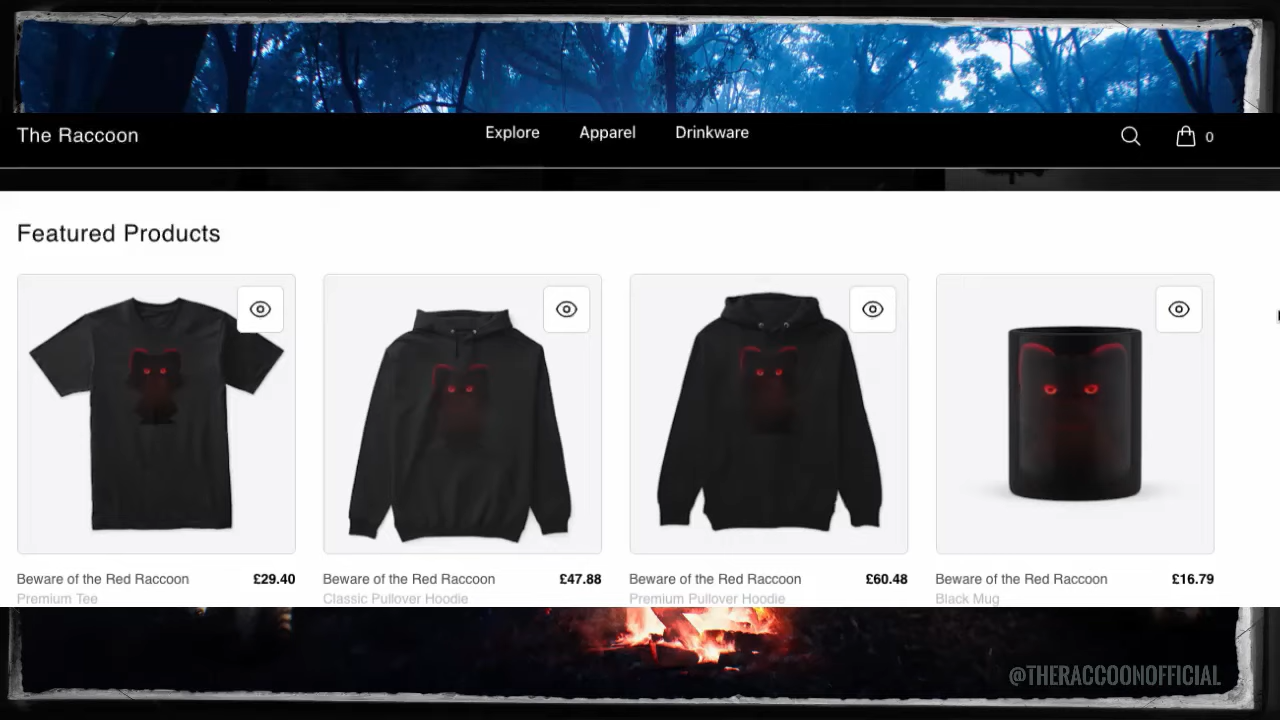 The Raccoon Explore Apparel Drinkware 0
Featured Products
Beware of the Red Raccoon £29.40 Beware of the Red Raccoon £47.88 Beware of the Red Raccoon £60.48 Beware of the Red Raccoon £16.79
Premium Tee Classic Pullover Hoodie Premium Pullover Hoodie Black Mug
@THERACCOONOFFICIAL